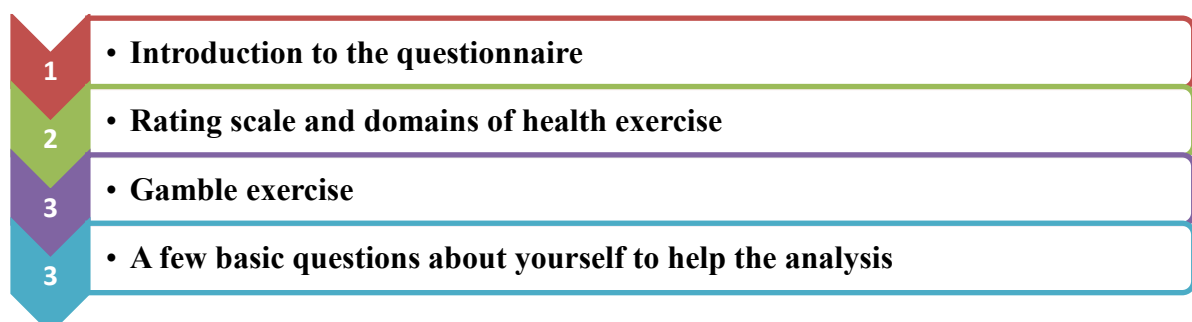 1 • Introduction to the questionnaire
2 • Rating scale and domains of health exercise
3 • Gamble exercise
3 • A few basic questions about yourself to help the analysis